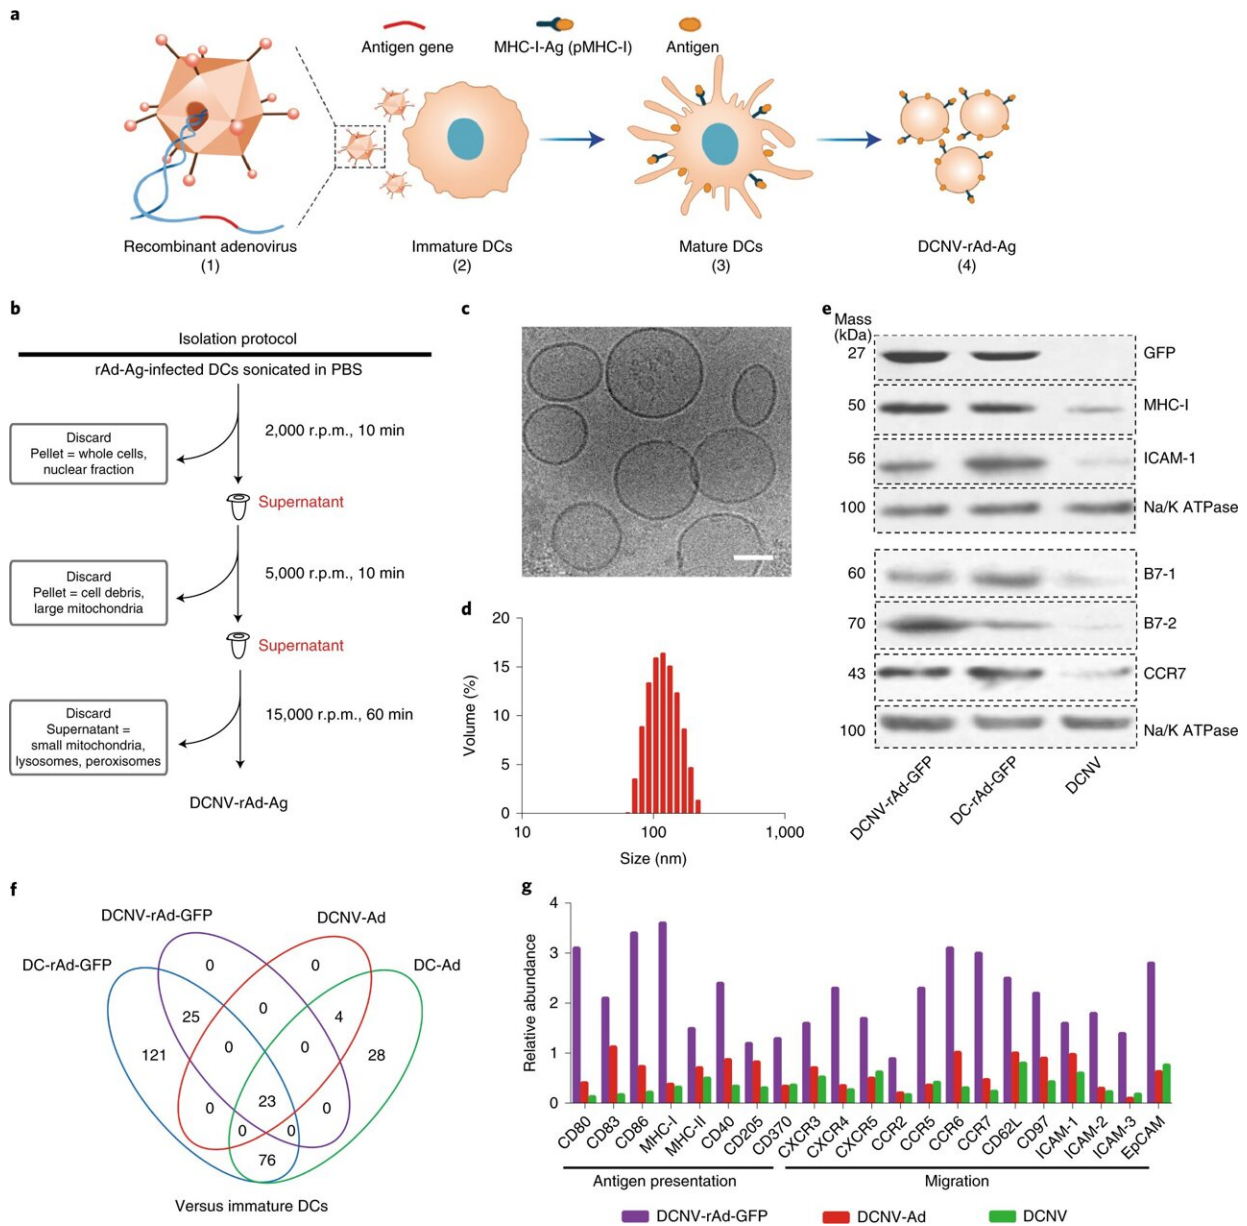 a
Antigen gene
MHC-I-Ag (pMHC-I)
Antigen
Recombinant adenovirus
(1)
Immature DCs
(2)
Mature DCs
(3)
DCNV-rAd-Ag
(4)
b
Isolation protocol
rAd-Ag-infected DCs sonicated in PBS
2,000 r.p.m., 10 min
Discard
Pellet = whole cells,
nuclear fraction
Supernatant
5,000 r.p.m., 10 min
Discard
Pellet = cell debris,
large mitochondria
Supernatant
15,000 r.p.m., 60 min
Discard
Supernatant =
small mitochondria,
lysosomes, peroxisomes
DCNV-rAd-Ag
c
d
20
15
10
5
0
Volume (%)
10
100
1,000
Size (nm)
e
Mass
(kDa)
27
GFP
50
MHC-I
56
ICAM-1
100
Na/K ATPase
60
B7-1
70
B7-2
43
CCR7
100
Na/K ATPase
DCNV-rAd-GFP
DC-rAd-GFP
DCNV
f
DCNV-rAd-GFP
DCNV-Ad
DC-rAd-GFP
DC-Ad
0
0
25
0
4
121
0
0
28
0
23
0
0
0
76
Versus immature DCs
g
4
3
2
1
0
Relative abundance
CD80
CD83
CD86
MHC-I
MHC-II
CD40
CD205
CD370
CXCR3
CXCR4
CXCR5
CCR2
CCR5
CCR6
CCR7
CD62L
CD97
ICAM-1
ICAM-2
ICAM-3
EpCAM
Antigen presentation
Migration
DCNV-rAd-GFP
DCNV-Ad
DCNV